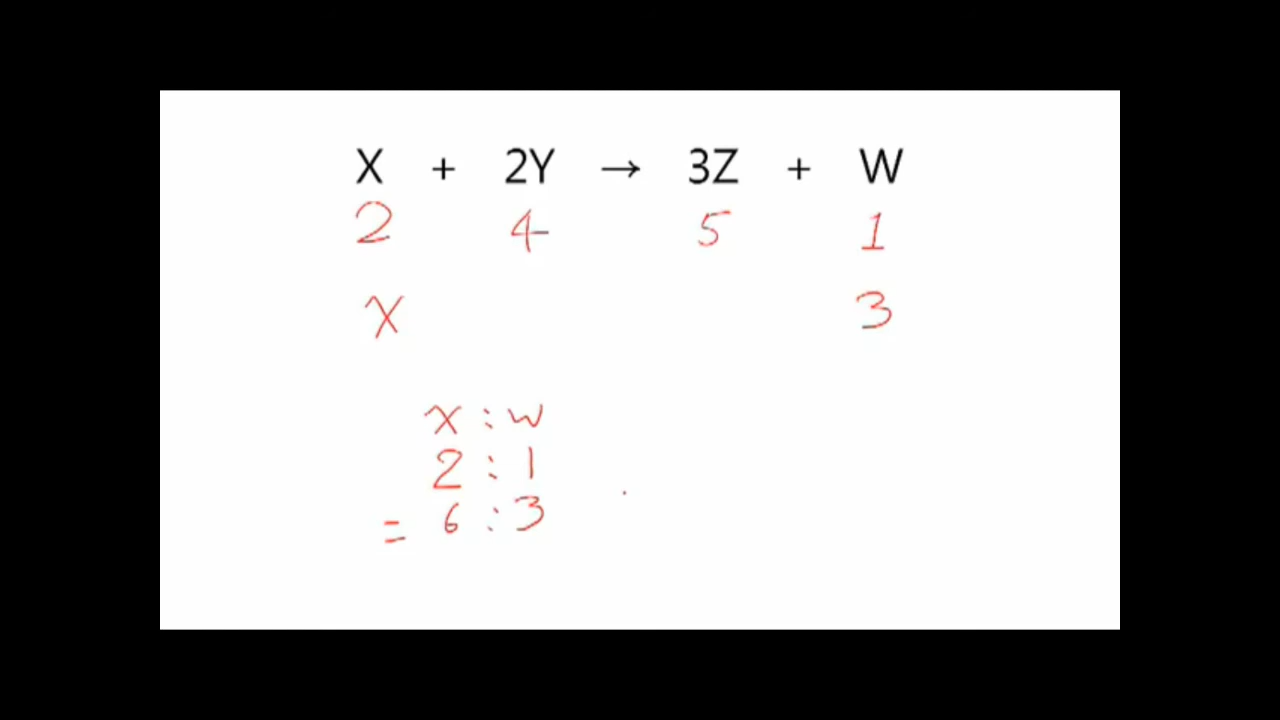 X + 2Y → 3Z + W
2 4 5 1
x 3
x : w
2 : 1
= 6 : 3